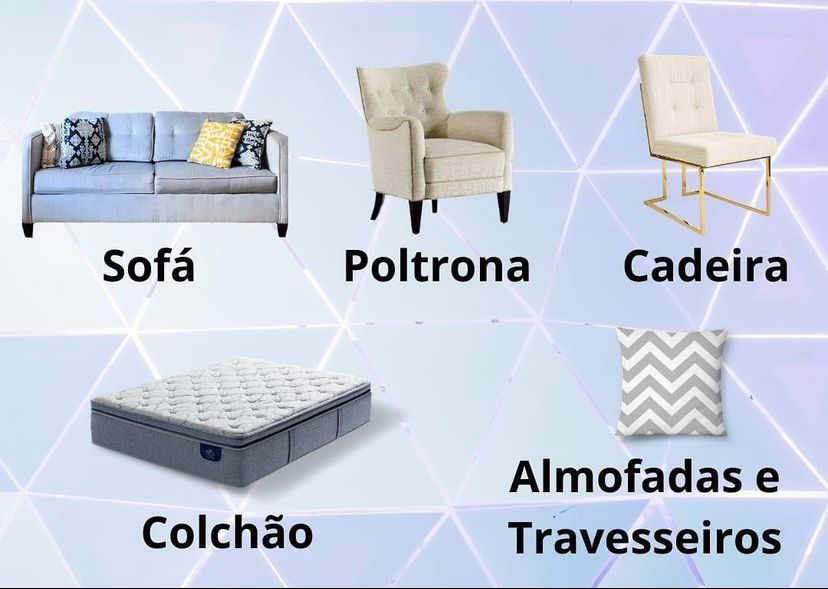 Sofá
Poltrona
Cadeira
Colchão
Almofadas e
Travesseiros